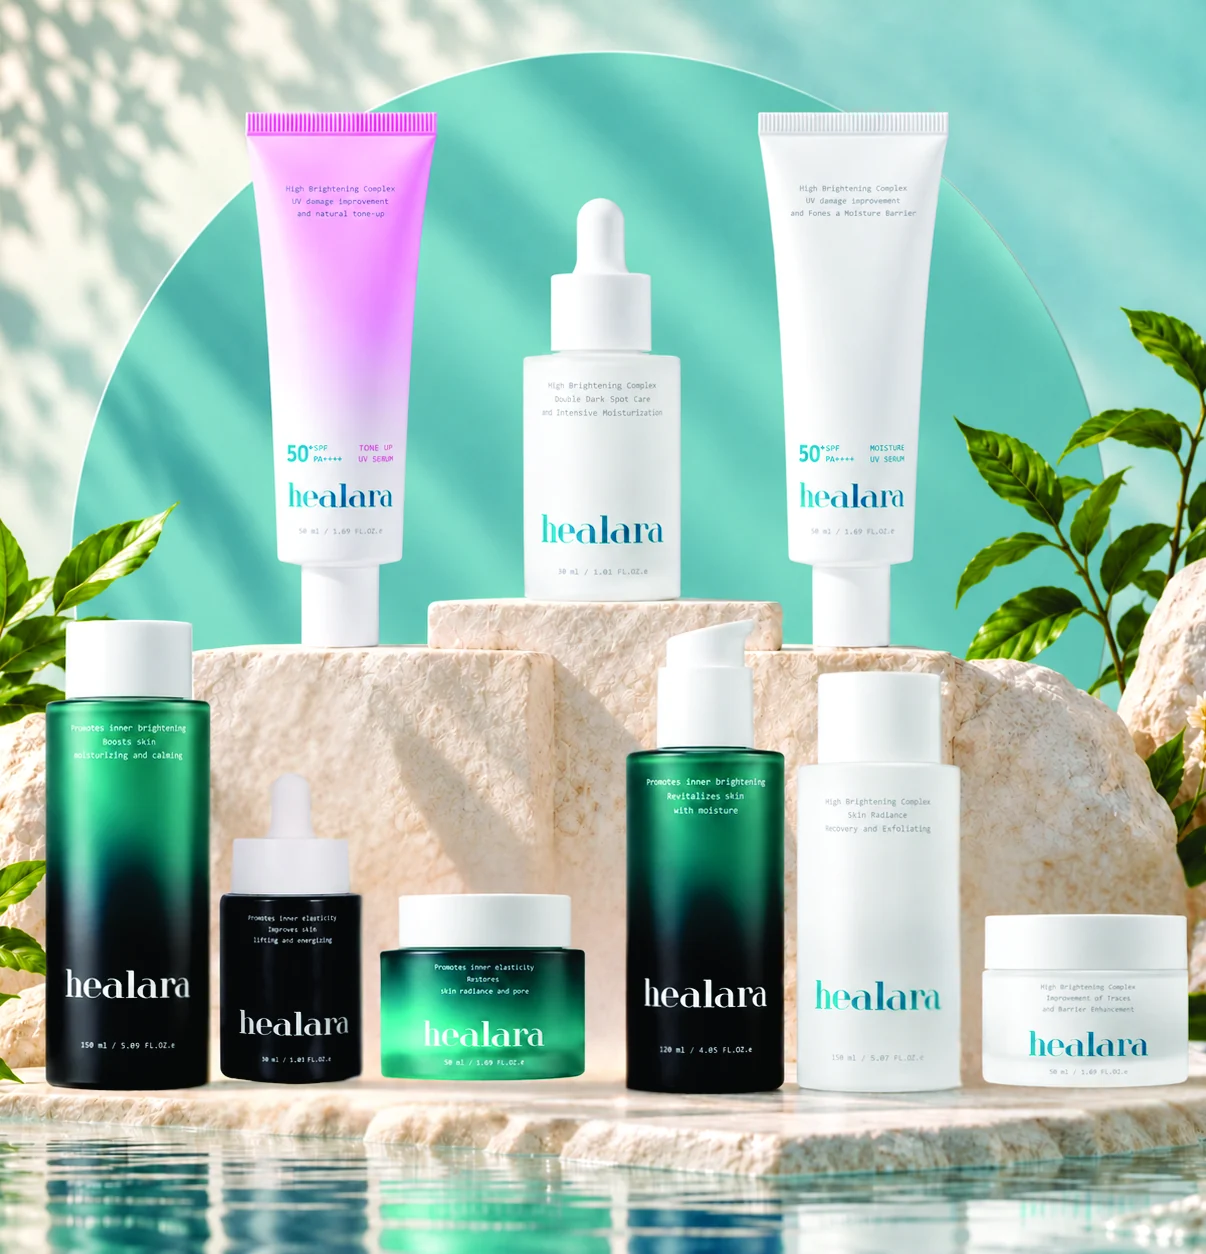 High Brightening Complex
UV damage improvement
and natural tone-up
50+ SPF PA++++
TONE UP
UV SERUM
healara
50 ml / 1.69 FL.OZ.e
High Brightening Complex
Double Dark Spot Care
and Intensive Moisturization
healara
30 ml / 1.01 FL.OZ.e
High Brightening Complex
UV damage improvement
and Fones a Moisture Barrier
50+ SPF PA++++
MOISTURE
UV SERUM
healara
50 ml / 1.69 FL.OZ.e
Promotes inner brightening
Boosts skin
moisturizing and calming
healara
150 ml / 5.09 FL.OZ.e
Promotes inner elasticity
Improves skin
lifting and energizing
healara
30 ml / 1.01 FL.OZ.e
Promotes inner elasticity
Restores
skin radiance and pore
healara
50 ml / 1.69 FL.OZ.e
Promotes inner brightening
Revitalizes skin
with moisture
healara
120 ml / 4.05 FL.OZ.e
High Brightening Complex
Skin Radiance
Recovery and Exfoliating
healara
150 ml / 5.07 FL.OZ.e
High Brightening Complex
Improvement of Traces
and Barrier Enhancement
healara
50 ml / 1.69 FL.OZ.e